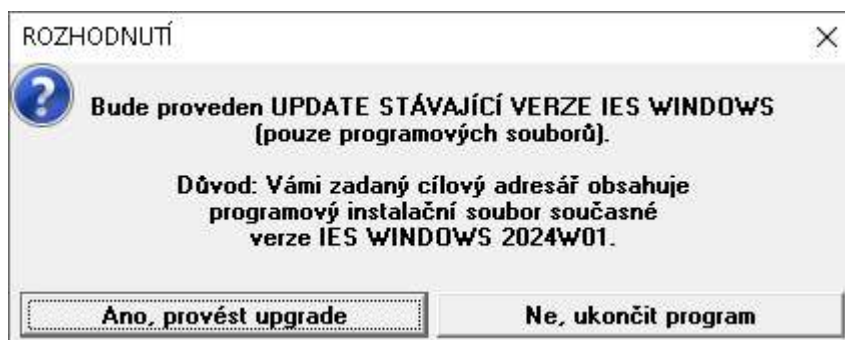 ROZHODNUTÍ
Bude proveden UPDATE STÁVAJÍCÍ VERZE IES WINDOWS
(pouze programových souborů).
Důvod: Vámi zadaný cílový adresář obsahuje
programový instalační soubor současné
verze IES WINDOWS 2024W01.
Ano, provést upgrade
Ne, ukončit program